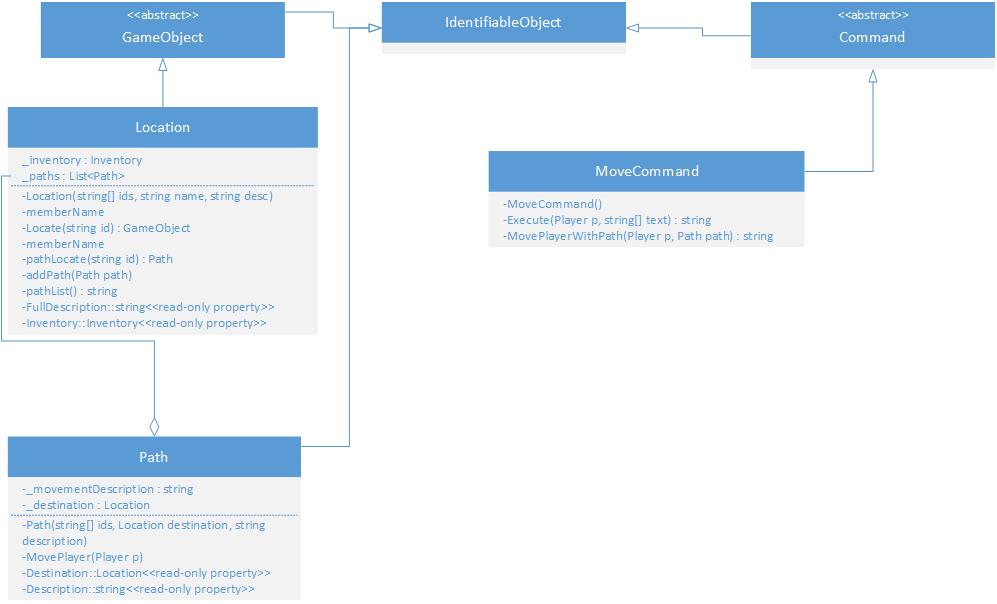 <<abstract>>
GameObject
IdentifiableObject
<<abstract>>
Command
Location
_inventory : Inventory
_paths : List<Path>
-Location(string[] ids, string name, string desc)
-memberName
-Locate(string id) : GameObject
-memberName
-pathLocate(string id) : Path
-addPath(Path path)
-pathList() : string
-FullDescription::string<<read-only property>>
-Inventory::Inventory<<read-only property>>
MoveCommand
-MoveCommand()
-Execute(Player p, string[] text) : string
-MovePlayerWithPath(Player p, Path path) : string
Path
-_movementDescription : string
-_destination : Location
-Path(string[] ids, Location destination, string
description)
-MovePlayer(Player p)
-Destination::Location<<read-only property>>
-Description::string<<read-only property>>